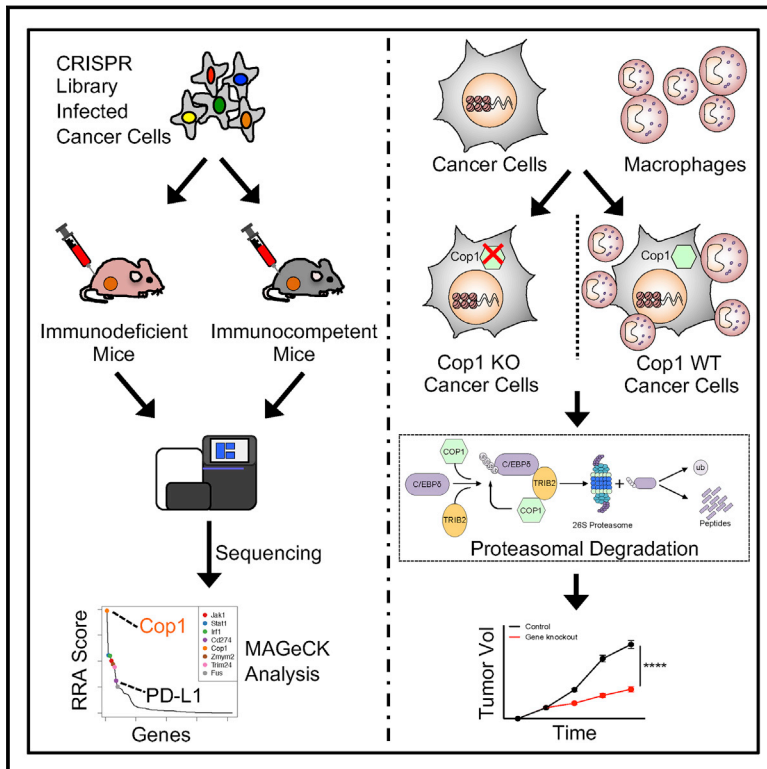 CRISPR
Library
Infected
Cancer Cells
Immunodeficient
Mice
Immunocompetent
Mice
Sequencing
RRA Score
Cop1
PD-L1
Jak1
Stat1
Irf1
Cd274
Cop1
Zmym2
Trim24
Fus
MAGeCK
Analysis
Genes
Cancer Cells
Macrophages
Cop1
Cop1
Cop1 KO
Cancer Cells
Cop1 WT
Cancer Cells
COP1
C/EBPδ
TRIB2
C/EBPδ
TRIB2
COP1
26S Proteasome
+
ub
Peptides
Proteasomal Degradation
Control
Gene knockout
Tumor Vol
****
Time